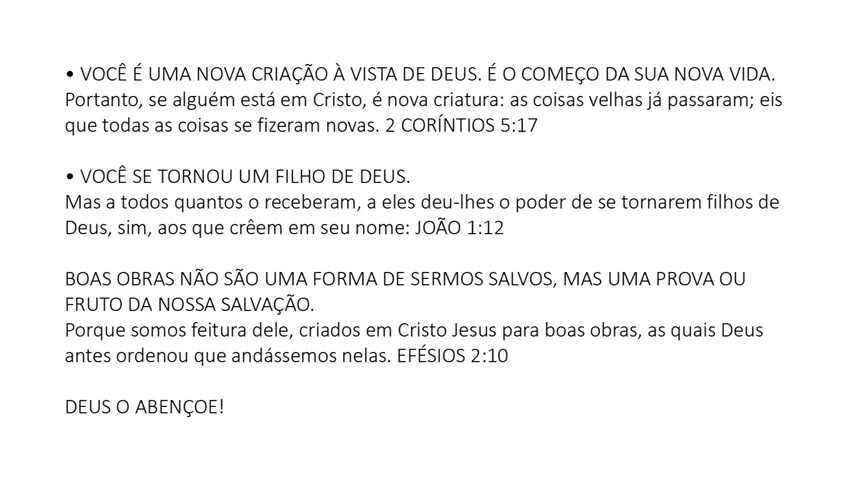 • VOCÊ É UMA NOVA CRIAÇÃO À VISTA DE DEUS. É O COMEÇO DA SUA NOVA VIDA.
Portanto, se alguém está em Cristo, é nova criatura: as coisas velhas já passaram; eis
que todas as coisas se fizeram novas. 2 CORÍNTIOS 5:17
• VOCÊ SE TORNOU UM FILHO DE DEUS.
Mas a todos quantos o receberam, a eles deu-lhes o poder de se tornarem filhos de
Deus, sim, aos que crêem em seu nome: JOÃO 1:12
BOAS OBRAS NÃO SÃO UMA FORMA DE SERMOS SALVOS, MAS UMA PROVA OU
FRUTO DA NOSSA SALVAÇÃO.
Porque somos feitura dele, criados em Cristo Jesus para boas obras, as quais Deus
antes ordenou que andássemos nelas. EFÉSIOS 2:10
DEUS O ABENÇOE!